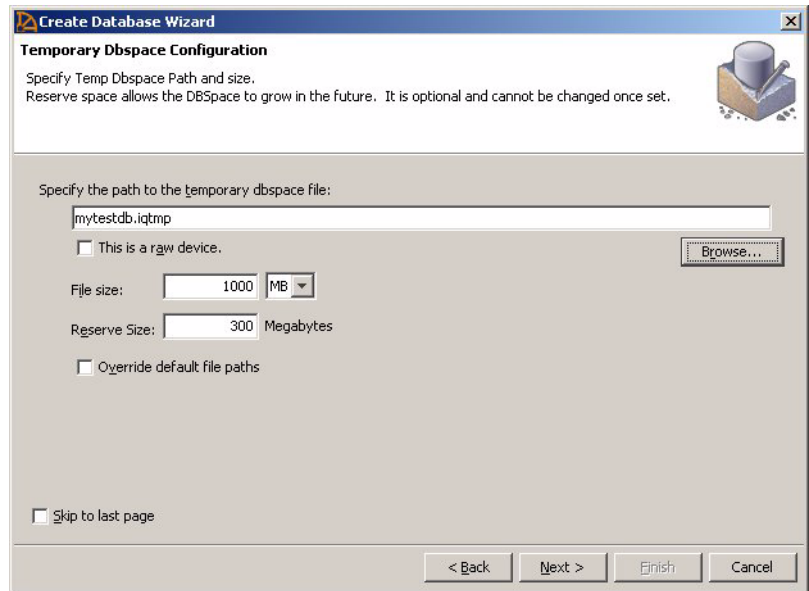 Create Database Wizard
Temporary Dbspace Configuration
Specify Temp Dbspace Path and size.
Reserve space allows the DBSpace to grow in the future. It is optional and cannot be changed once set.
Specify the path to the temporary dbspace file:
mytestdb.iqtmp
This is a raw device.
Browse...
File size: 1000 MB
Reserve Size: 300 Megabytes
Override default file paths
Skip to last page
< Back Next > Finish Cancel